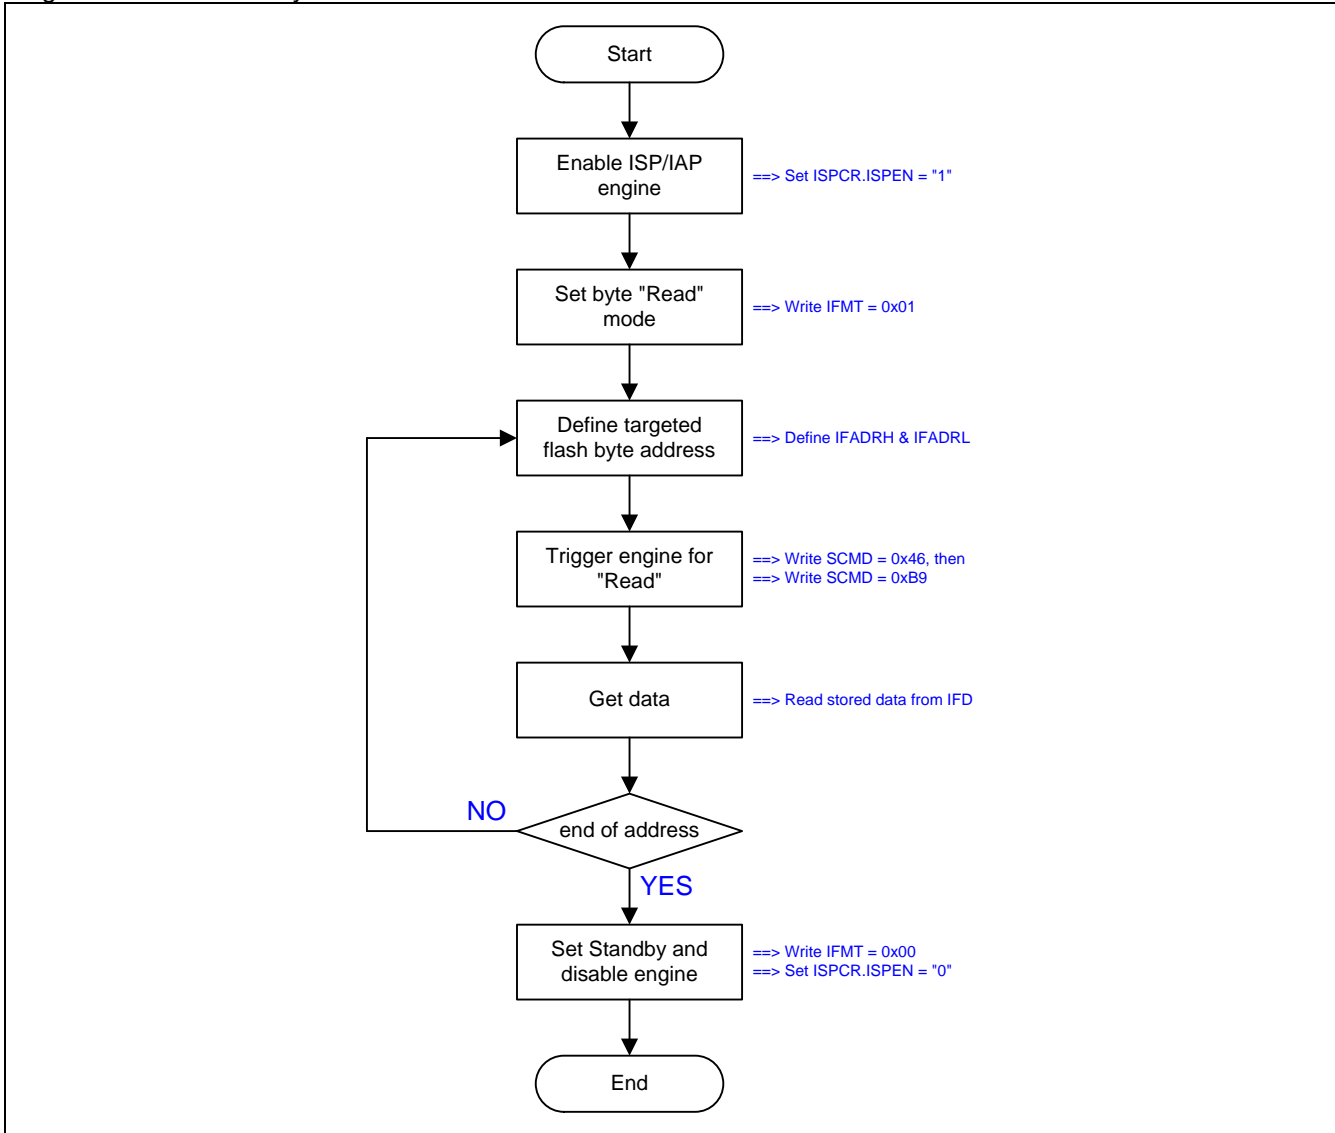 Start
Enable ISP/IAP
engine
==> Set ISPCR.ISPEN = "1"
Set byte "Read"
mode
==> Write IFMT = 0x01
Define targeted
flash byte address
==> Define IFADRH & IFADRL
Trigger engine for
"Read"
==> Write SCMD = 0x46, then
==> Write SCMD = 0xB9
Get data
==> Read stored data from IFD
NO
end of address
YES
Set Standby and
disable engine
==> Write IFMT = 0x00
==> Set ISPCR.ISPEN = "0"
End